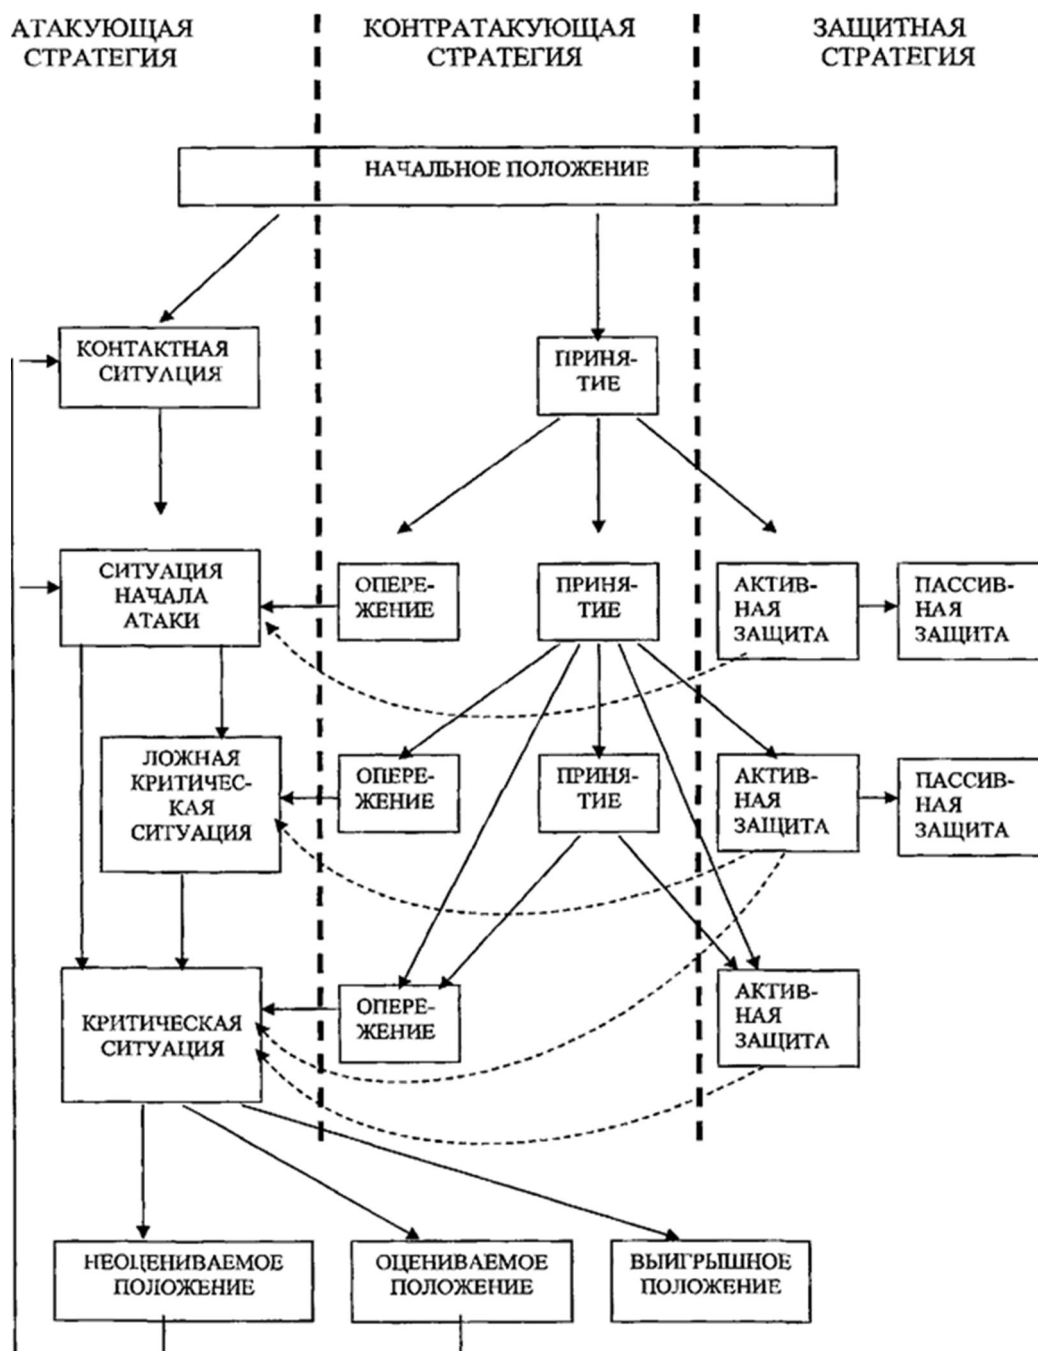 АТАКУЮЩАЯ
СТРАТЕГИЯ
КОНТРАТАКУЮЩАЯ
СТРАТЕГИЯ
ЗАЩИТНАЯ
СТРАТЕГИЯ
НАЧАЛЬНОЕ ПОЛОЖЕНИЕ
КОНТАКТНАЯ
СИТУАЦИЯ
ПРИНЯ-
ТИЕ
СИТУАЦИЯ
НАЧАЛА
АТАКИ
ОПЕРЕ-
ЖЕНИЕ
ПРИНЯ-
ТИЕ
АКТИВ-
НАЯ
ЗАЩИТА
ПАССИВ-
НАЯ
ЗАЩИТА
ЛОЖНАЯ
КРИТИЧЕС-
КАЯ
СИТУАЦИЯ
ОПЕРЕ-
ЖЕНИЕ
ПРИНЯ-
ТИЕ
АКТИВ-
НАЯ
ЗАЩИТА
ПАССИВ-
НАЯ
ЗАЩИТА
КРИТИЧЕСКАЯ
СИТУАЦИЯ
ОПЕРЕ-
ЖЕНИЕ
АКТИВ-
НАЯ
ЗАЩИТА
НЕОЦЕНИВАЕМОЕ
ПОЛОЖЕНИЕ
ОЦЕНИВАЕМОЕ
ПОЛОЖЕНИЕ
ВЫИГРЫШНОЕ
ПОЛОЖЕНИЕ